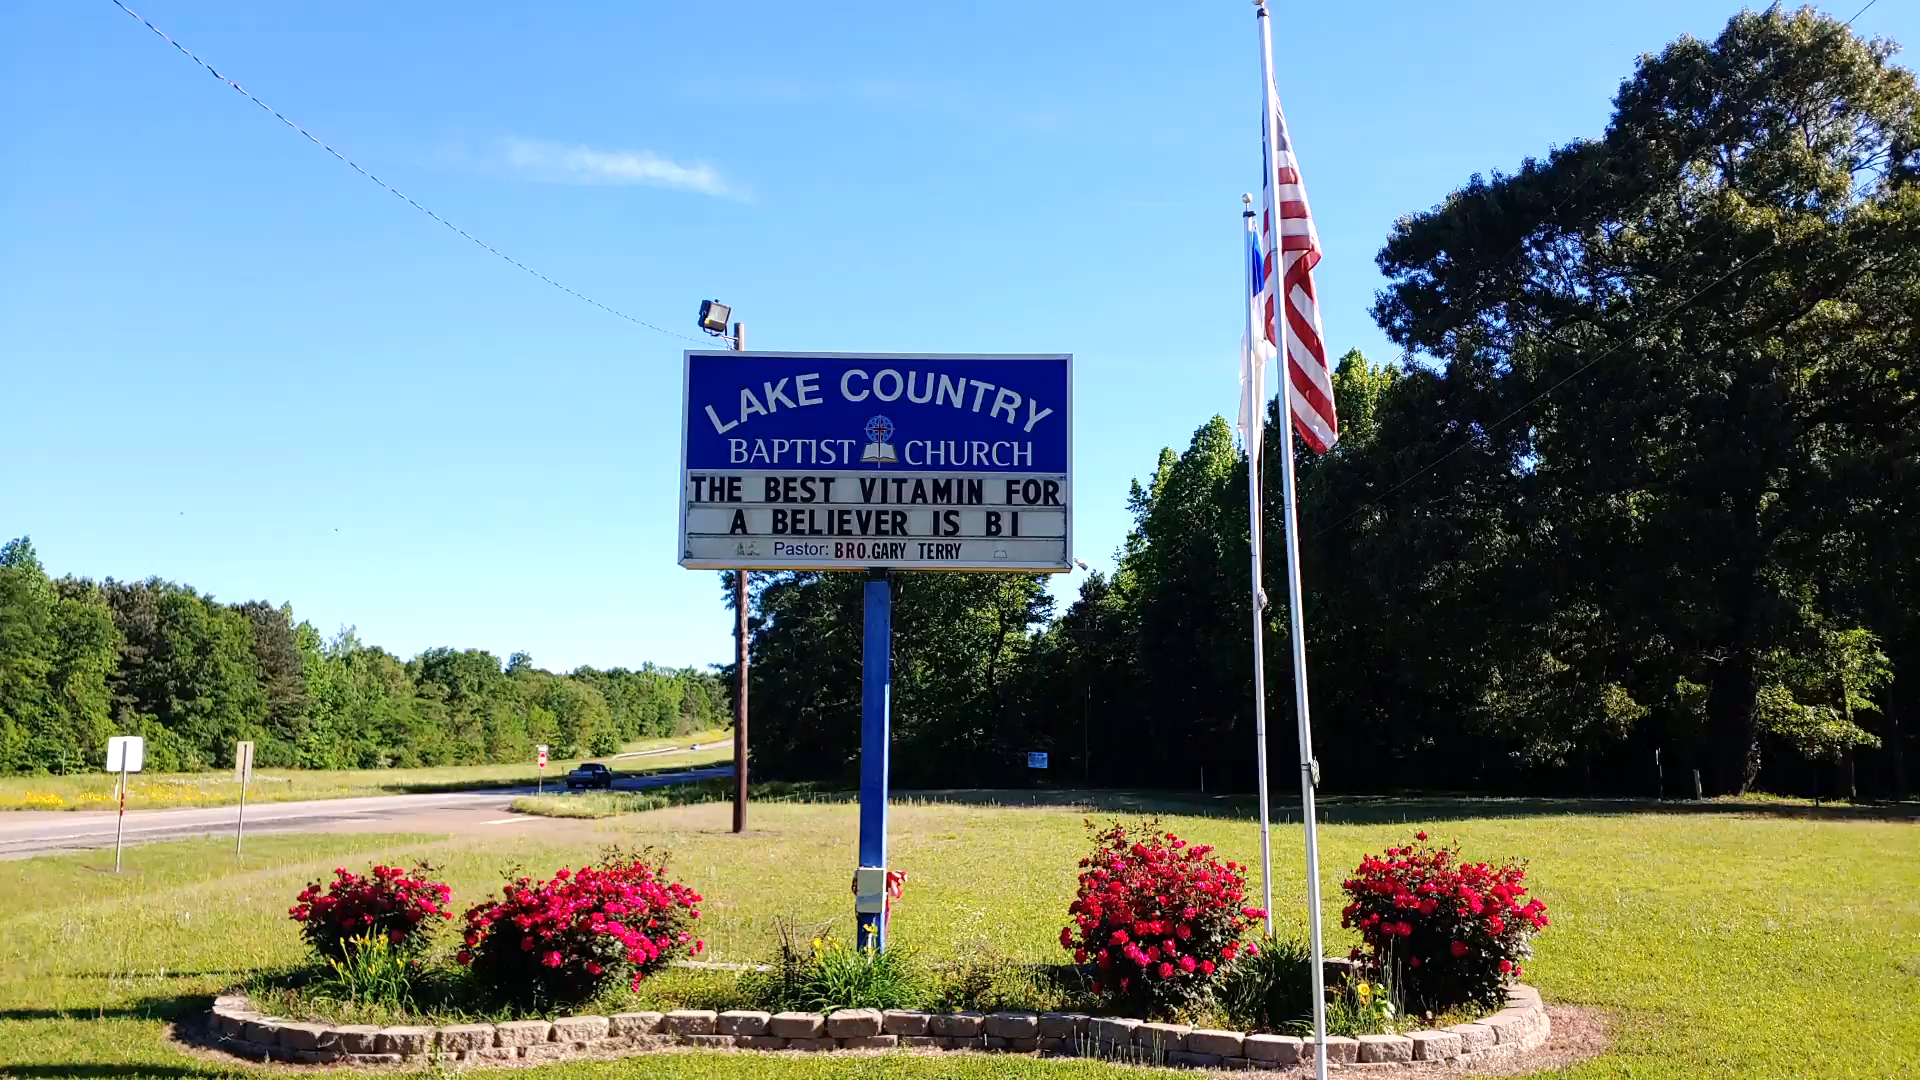 LAKE COUNTRY
BAPTIST CHURCH
THE BEST VITAMIN FOR
A BELIEVER IS B1
Pastor: BRO.GARY TERRY